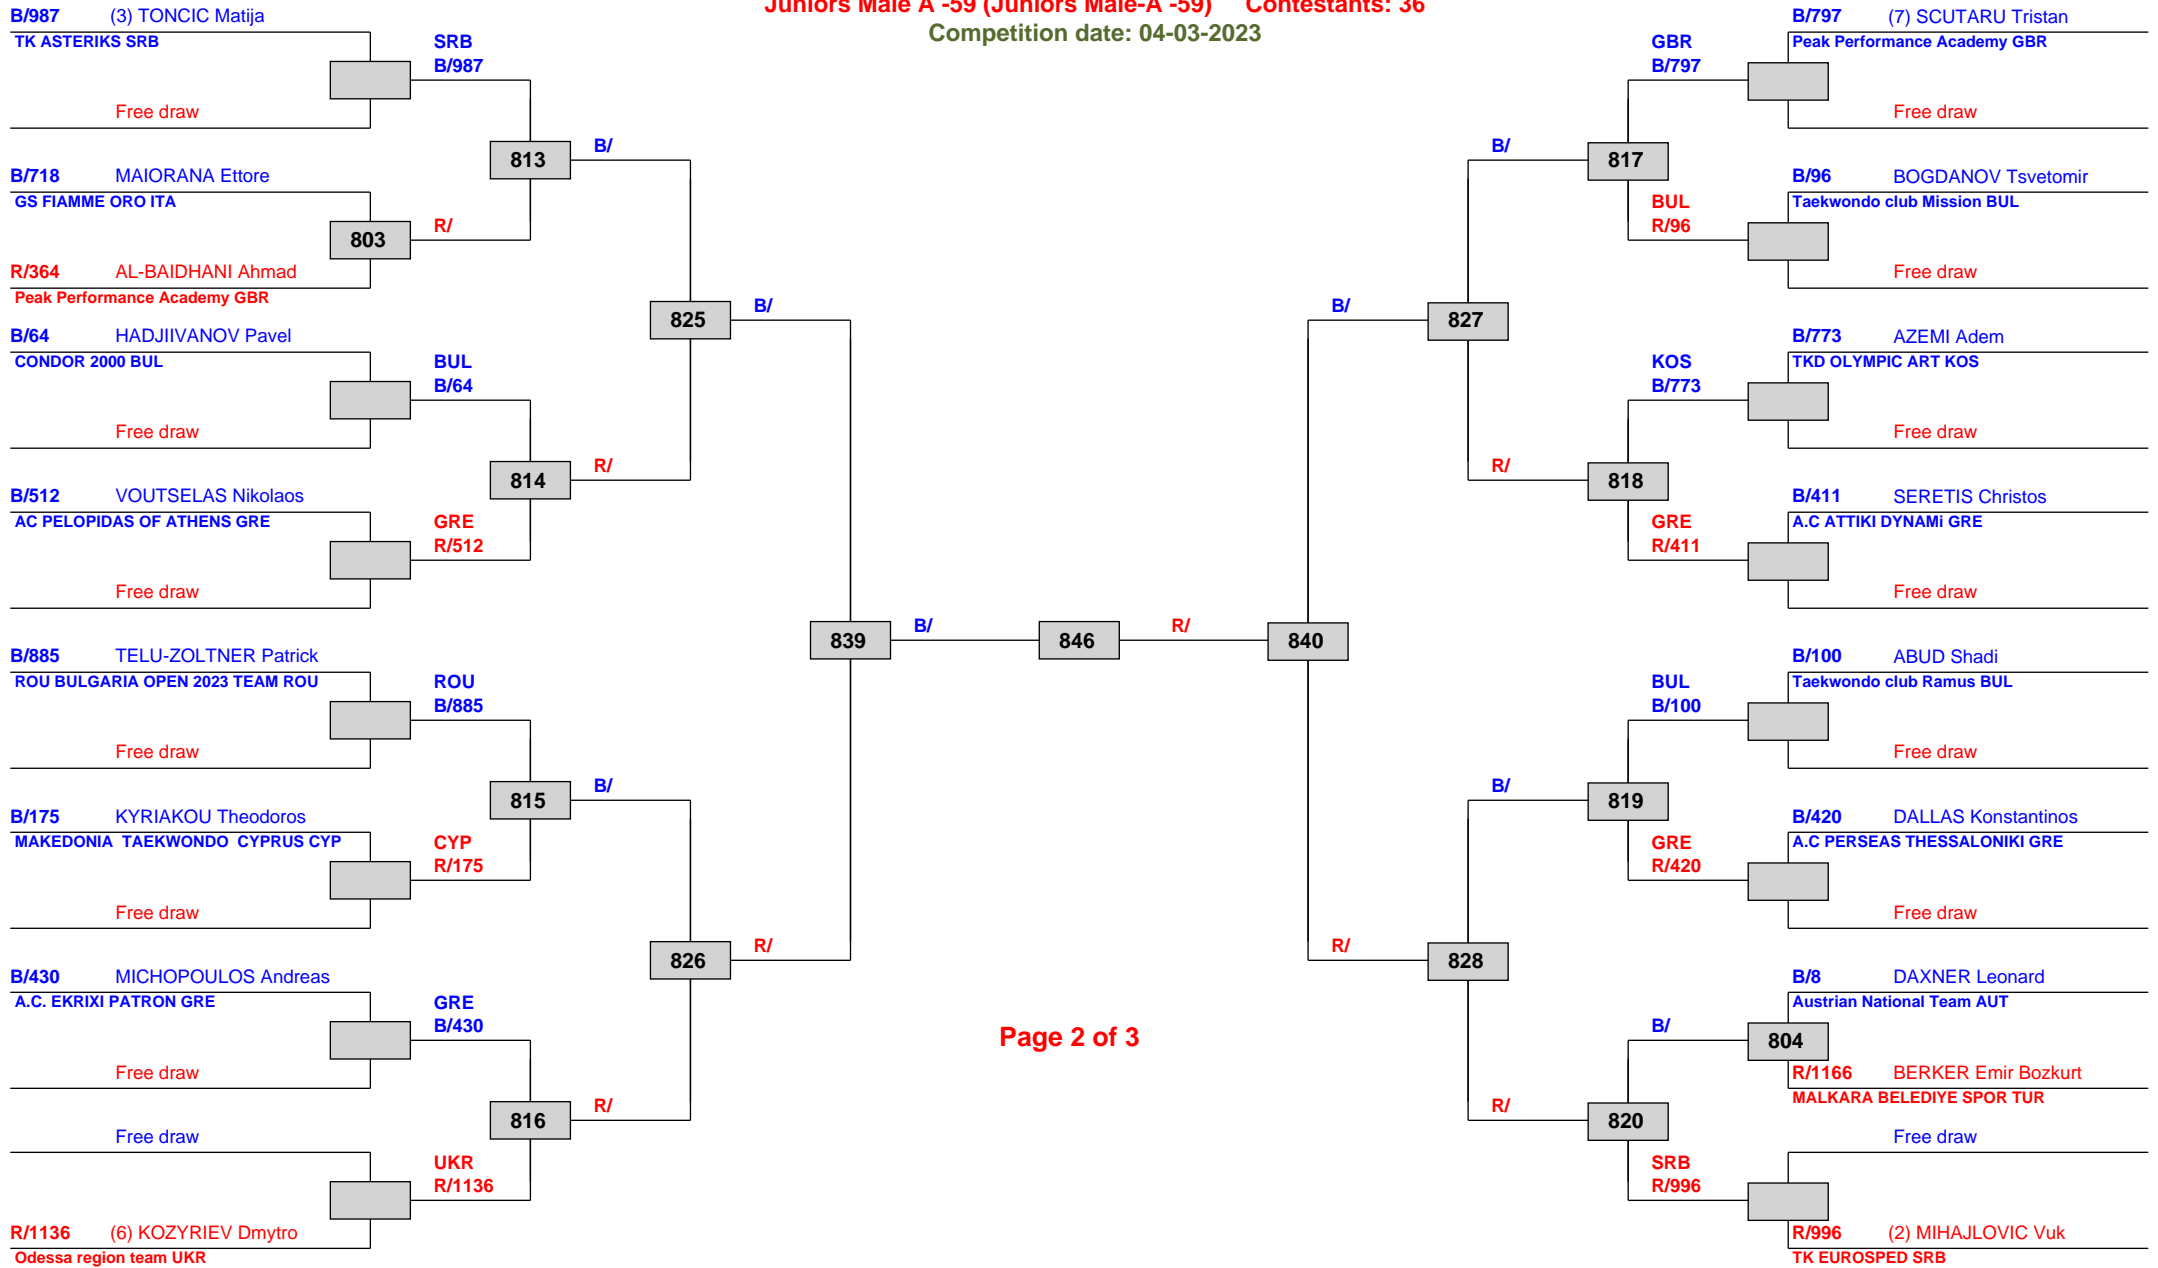 Juniors Male A -59 (Juniors Male-A -59) Contestants: 36
Competition date: 04-03-2023
B/987 (3) TONCIC Matija
TK ASTERIKS SRB
Free draw
SRB
B/987
B/718 MAIORANA Ettore
GS FIAMME ORO ITA
803
R/
R/364 AL-BAIDHANI Ahmad
Peak Performance Academy GBR
813
B/
B/64 HADJIIVANOV Pavel
CONDOR 2000 BUL
Free draw
BUL
B/64
B/512 VOUTSELAS Nikolaos
AC PELOPIDAS OF ATHENS GRE
Free draw
GRE
R/512
814
R/
825
B/
B/885 TELU-ZOLTNER Patrick
ROU BULGARIA OPEN 2023 TEAM ROU
Free draw
ROU
B/885
B/175 KYRIAKOU Theodoros
MAKEDONIA TAEKWONDO CYPRUS CYP
Free draw
CYP
R/175
815
B/
B/430 MICHOPOULOS Andreas
A.C. EKRIXI PATRON GRE
Free draw
GRE
B/430
Free draw
R/1136 (6) KOZYRIEV Dmytro
Odessa region team UKR
UKR
R/1136
816
R/
826
R/
839
B/
846
R/
840
B/797 (7) SCUTARU Tristan
Peak Performance Academy GBR
Free draw
GBR
B/797
B/96 BOGDANOV Tsvetomir
Taekwondo club Mission BUL
Free draw
BUL
R/96
817
B/
B/773 AZEMI Adem
TKD OLYMPIC ART KOS
Free draw
KOS
B/773
B/411 SERETIS Christos
A.C ATTIKI DYNAMi GRE
Free draw
GRE
R/411
818
R/
827
B/
B/100 ABUD Shadi
Taekwondo club Ramus BUL
Free draw
BUL
B/100
B/420 DALLAS Konstantinos
A.C PERSEAS THESSALONIKI GRE
Free draw
GRE
R/420
819
B/
B/8 DAXNER Leonard
Austrian National Team AUT
804
B/
R/1166 BERKER Emir Bozkurt
MALKARA BELEDIYE SPOR TUR
Free draw
R/996 (2) MIHAJLOVIC Vuk
TK EUROSPED SRB
SRB
R/996
820
R/
828
R/
Page 2 of 3